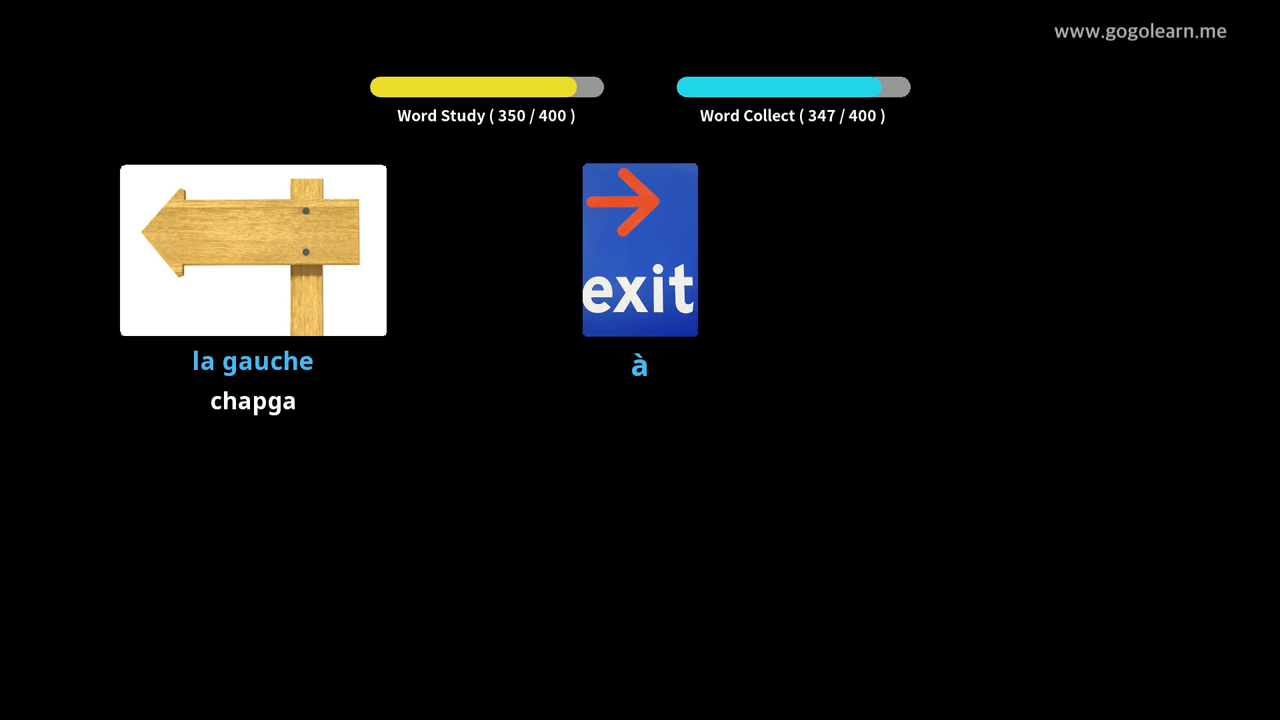 www.gogolearn.me
Word Study ( 350 / 400 )
Word Collect ( 347 / 400 )
exit
la gauche
à
chapga